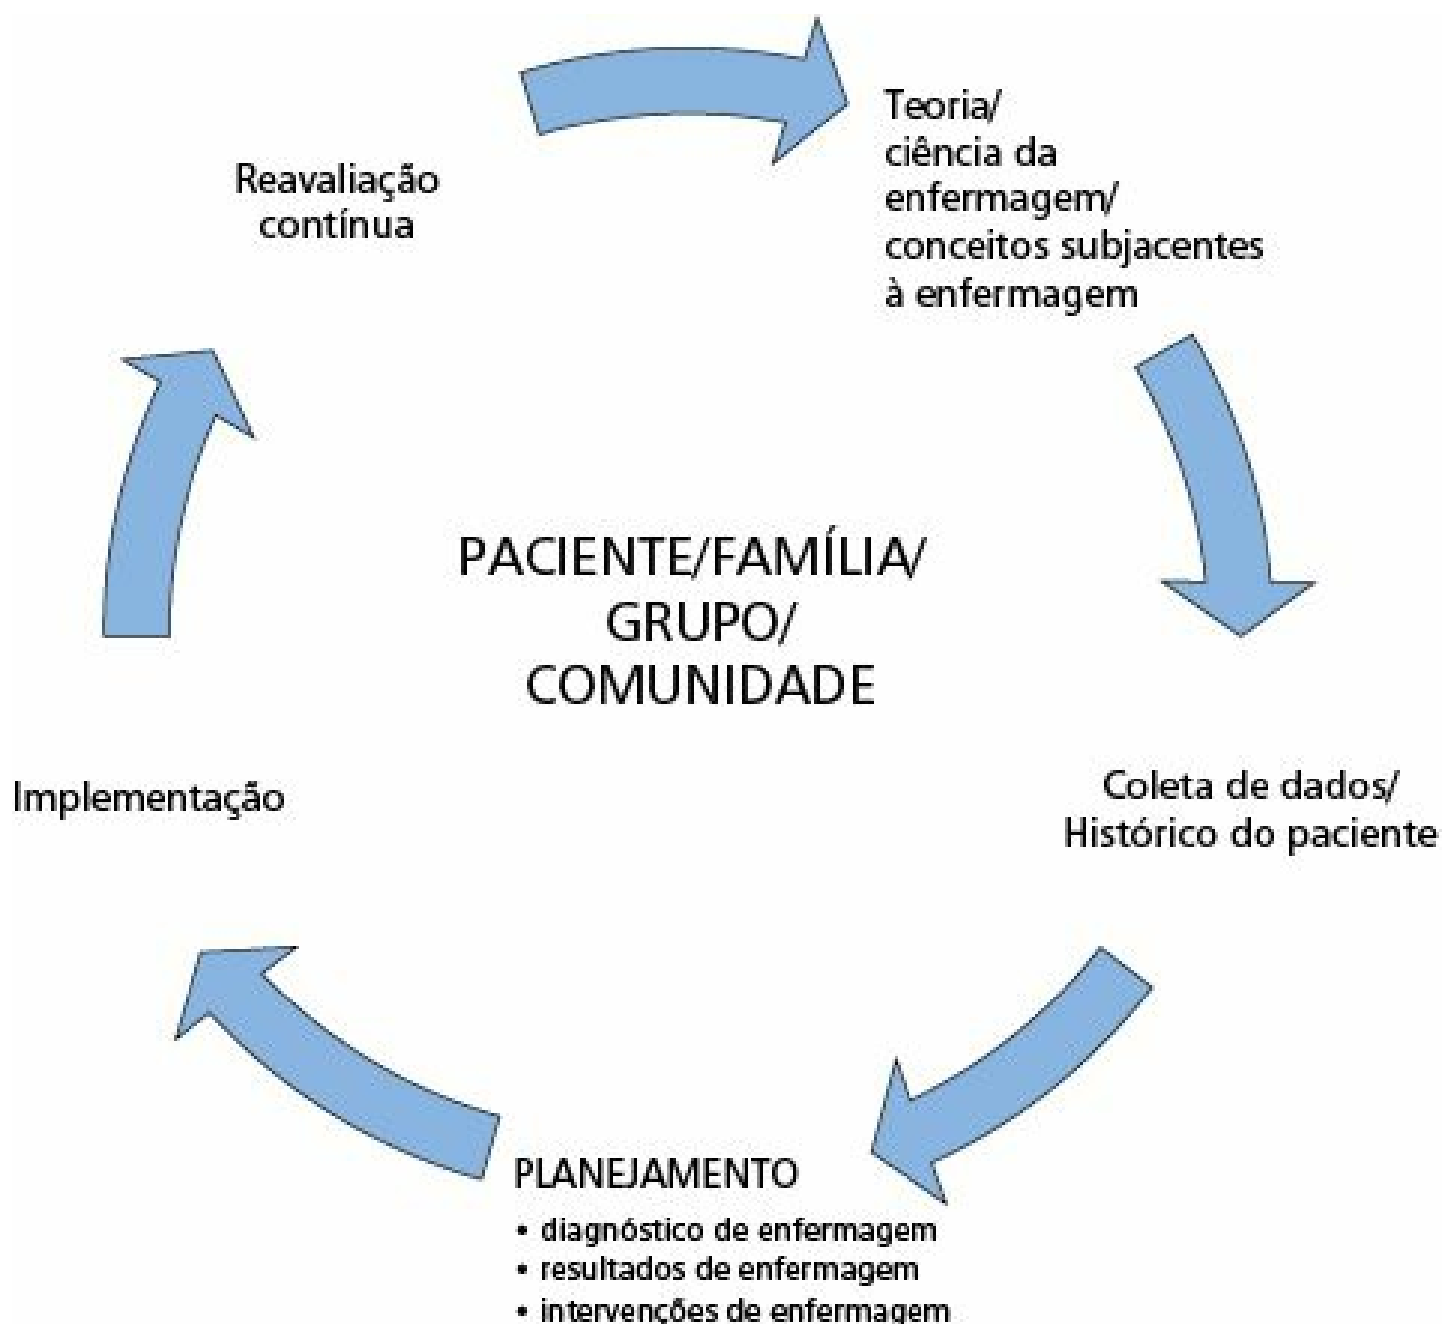 Teoria/
ciência da
enfermagem/
conceitos subjacentes
à enfermagem
Reavaliação
contínua
PACIENTE/FAMÍLIA/
GRUPO/
COMUNIDADE
Coleta de dados/
Histórico do paciente
Implementação
PLANEJAMENTO
• diagnóstico de enfermagem
• resultados de enfermagem
• intervenções de enfermagem